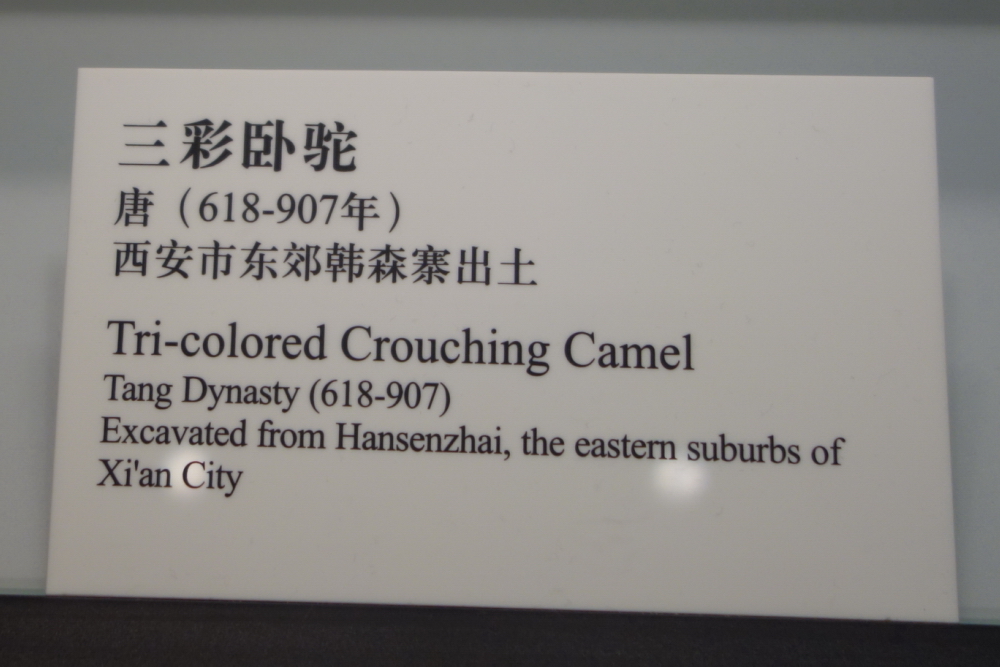 三彩卧驼
唐（618-907年）
西安市东郊韩森寨出土
Tri-colored Crouching Camel
Tang Dynasty (618-907)
Excavated from Hansenzhai, the eastern suburbs of
Xi'an City